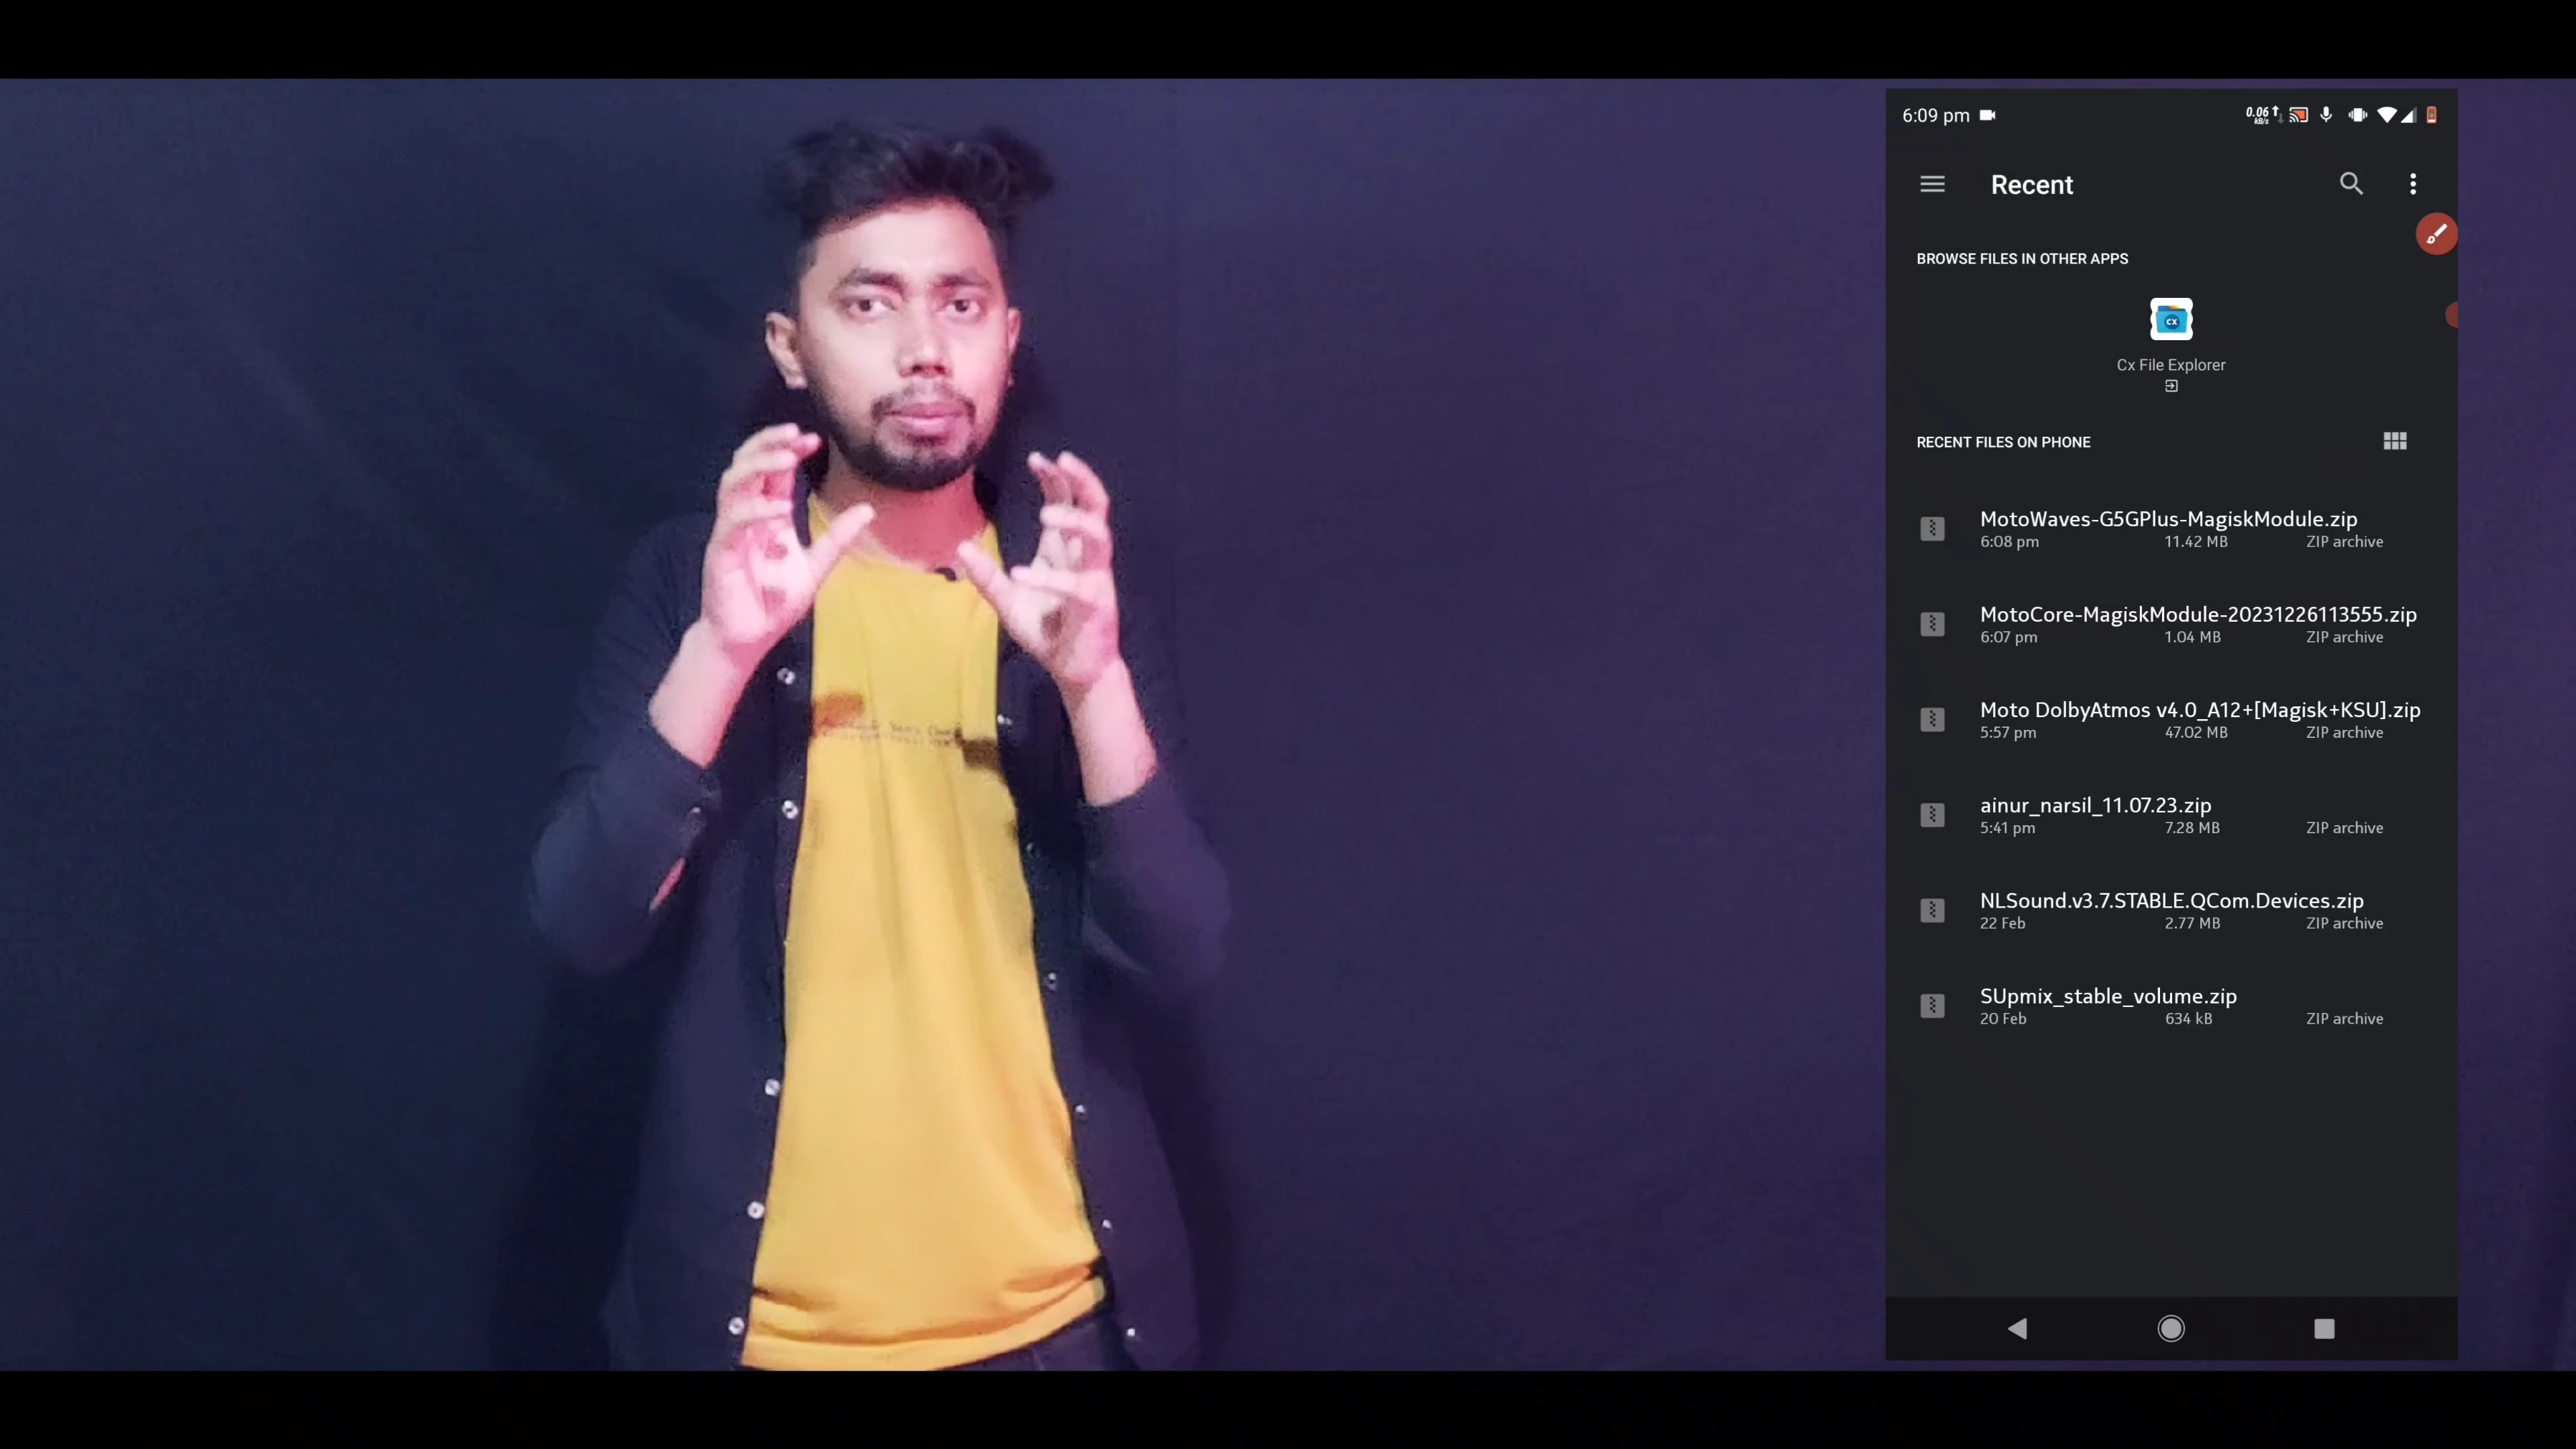 6:09 pm
0.06
kB/s
Recent
BROWSE FILES IN OTHER APPS
CX
Cx File Explorer
RECENT FILES ON PHONE
MotoWaves-G5GPlus-MagiskModule.zip
6:08 pm 11.42 MB ZIP archive
MotoCore-MagiskModule-20231226113555.zip
6:07 pm 1.04 MB ZIP archive
Moto DolbyAtmos v4.0_A12+[Magisk+KSU].zip
5:57 pm 47.02 MB ZIP archive
ainur_narsil_11.07.23.zip
5:41 pm 7.28 MB ZIP archive
NLSound.v3.7.STABLE.QCom.Devices.zip
22 Feb 2.77 MB ZIP archive
SUpmix_stable_volume.zip
20 Feb 634 kB ZIP archive